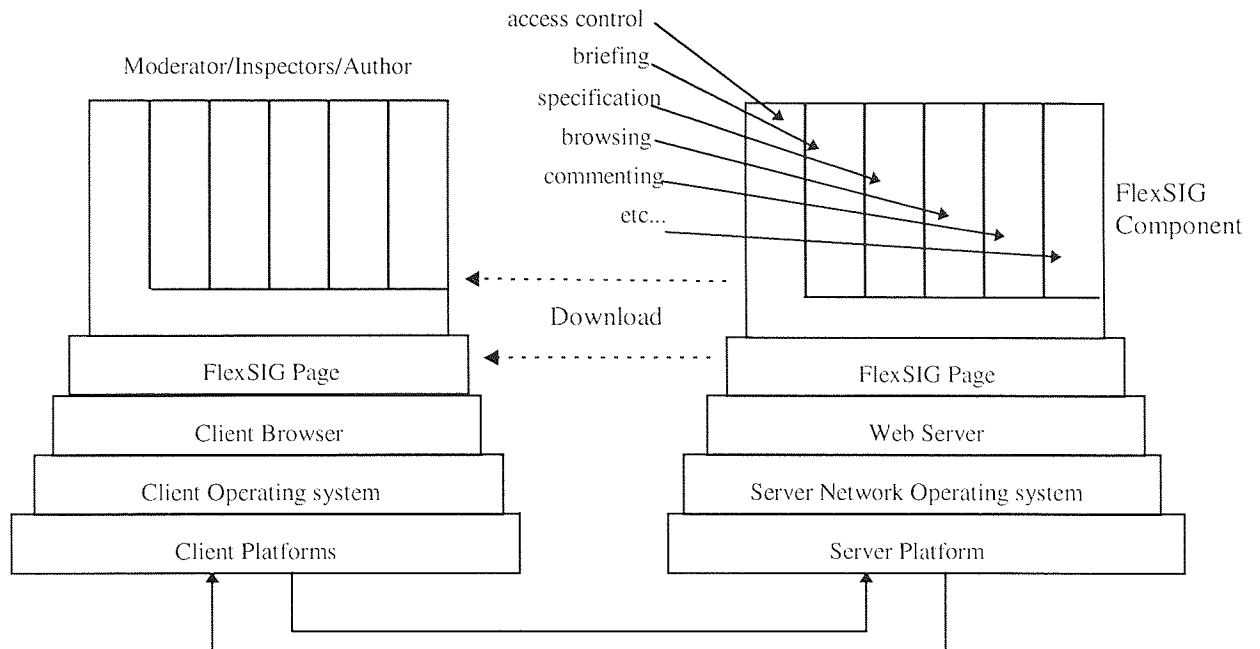 access control
Moderator/Inspectors/Author
briefing
specification
browsing
commenting
etc...
FlexSIG
Component
Download
FlexSIG Page
FlexSIG Page
Client Browser
Web Server
Client Operating system
Server Network Operating system
Client Platforms
Server Platform